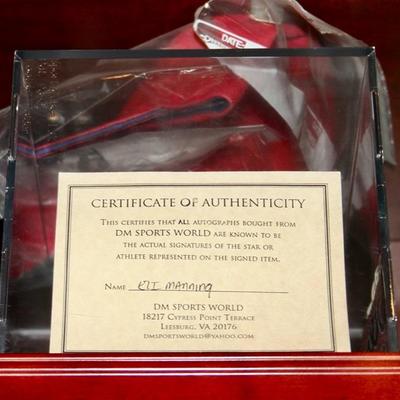 DATE
CERTIFICATE OF AUTHENTICITY
THIS CERTIFIES THAT ALL AUTOGRAPHS BOUGHT FROM
DM SPORTS WORLD ARE KNOWN TO BE
THE ACTUAL SIGNATURES OF THE STAR OR
ATHLETE REPRESENTED ON THE SIGNED ITEM.
NAME ELI MANNING
DM SPORTS WORLD
18217 CYPRESS POINT TERRACE
LEESBURG, VA 20176
DMSPORTSWORLD@YAHOO.COM